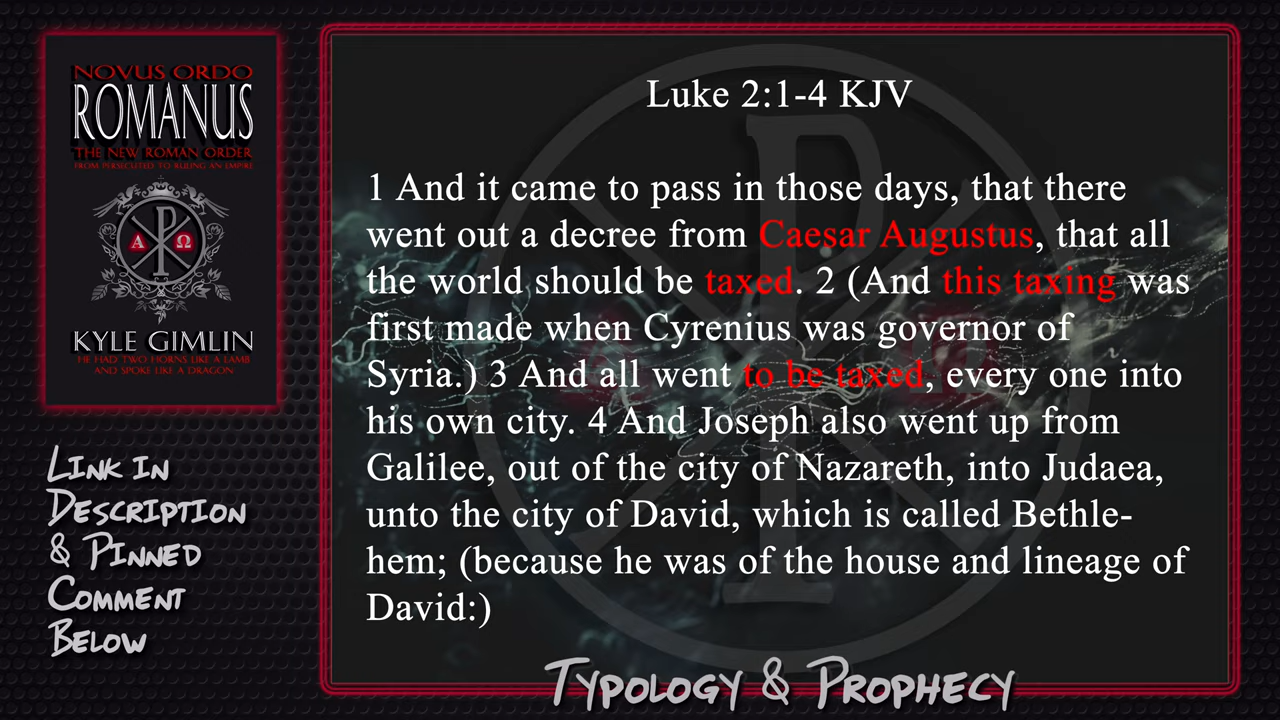 NOVUS ORDO
ROMANUS
THE NEW ROMAN ORDER
FROM PERSECUTED TO RULING AN EMPIRE
Α Ω
KYLE GIMLIN
HE HAD TWO HORNS LIKE A LAMB
AND SPOKE LIKE A DRAGON
Link in
Description
& Pinned
Comment
Below
Luke 2:1-4 KJV
1 And it came to pass in those days, that there
went out a decree from Caesar Augustus, that all
the world should be taxed. 2 (And this taxing was
first made when Cyrenius was governor of
Syria.) 3 And all went to be taxed, every one into
his own city. 4 And Joseph also went up from
Galilee, out of the city of Nazareth, into Judaea,
unto the city of David, which is called Bethle-
hem; (because he was of the house and lineage of
David:)
Typology & Prophecy